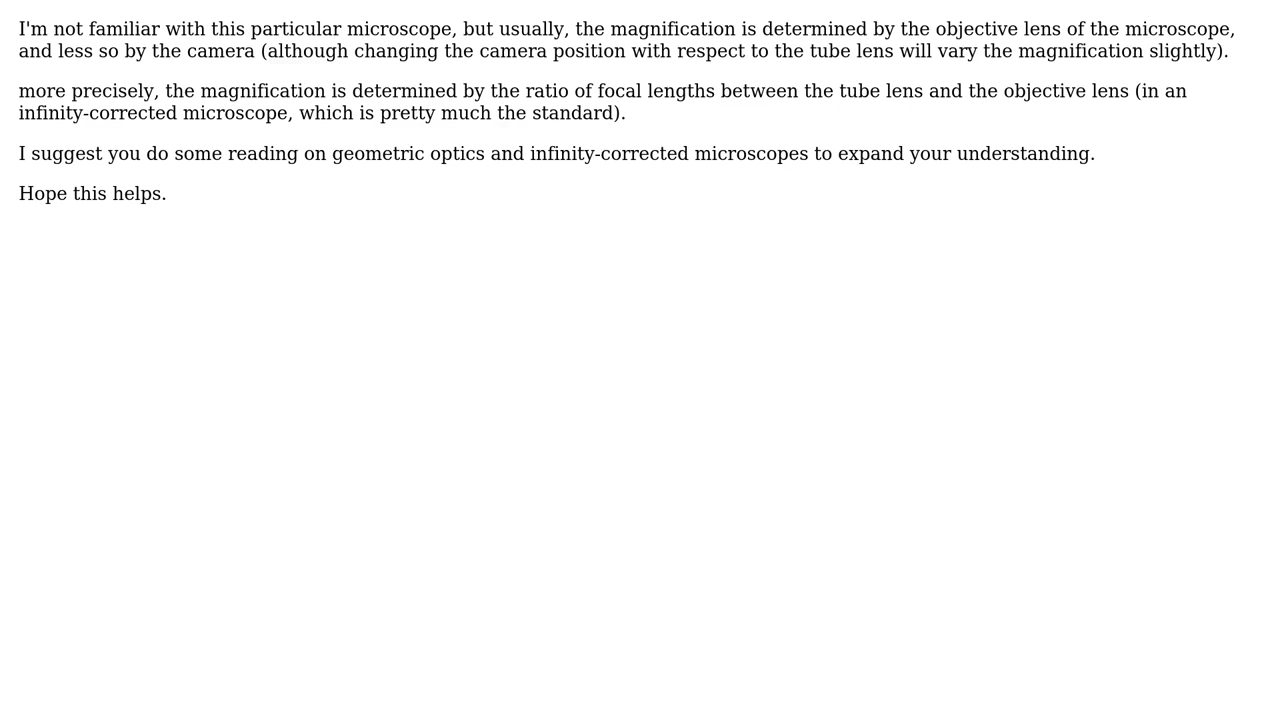 I'm not familiar with this particular microscope, but usually, the magnification is determined by the objective lens of the microscope,
and less so by the camera (although changing the camera position with respect to the tube lens will vary the magnification slightly).
more precisely, the magnification is determined by the ratio of focal lengths between the tube lens and the objective lens (in an
infinity-corrected microscope, which is pretty much the standard).
I suggest you do some reading on geometric optics and infinity-corrected microscopes to expand your understanding.
Hope this helps.